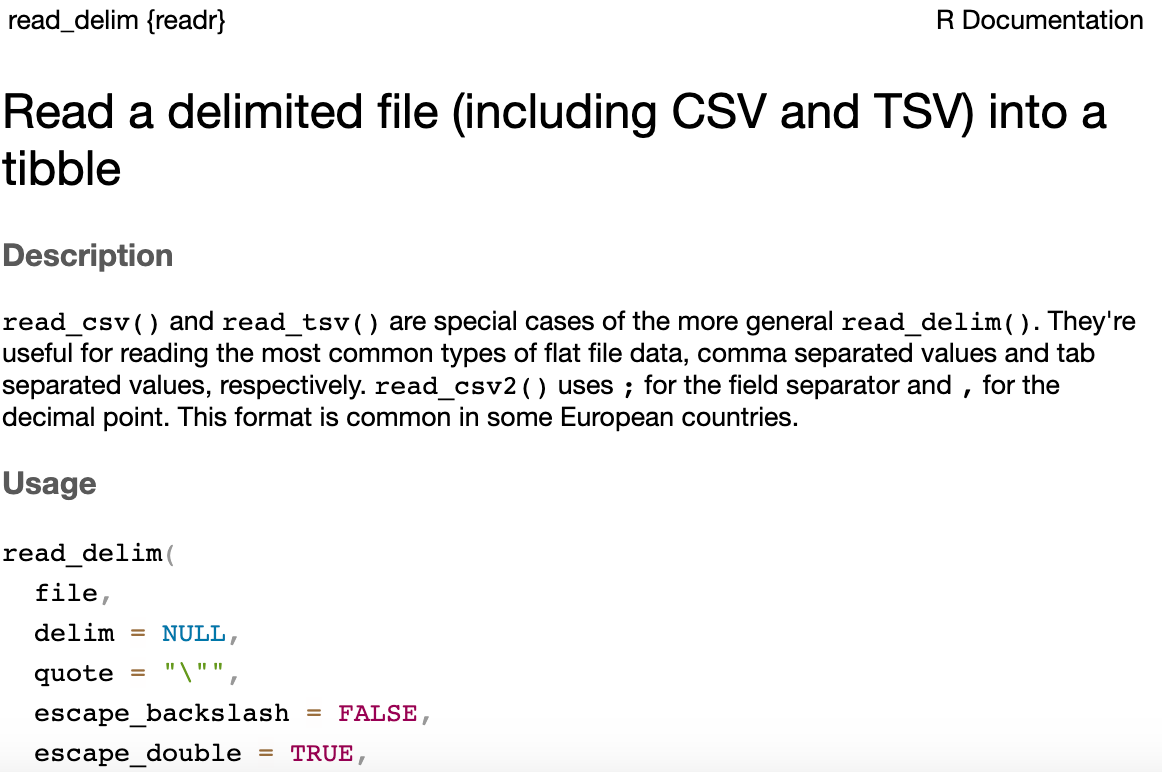 read_delim {readr}
R Documentation
Read a delimited file (including CSV and TSV) into a
tibble
Description
read_csv() and read_tsv() are special cases of the more general read_delim(). They're
useful for reading the most common types of flat file data, comma separated values and tab
separated values, respectively. read_csv2() uses ; for the field separator and , for the
decimal point. This format is common in some European countries.
Usage
read_delim(
  file,
  delim = NULL,
  quote = "\"",
  escape_backslash = FALSE,
  escape_double = TRUE,